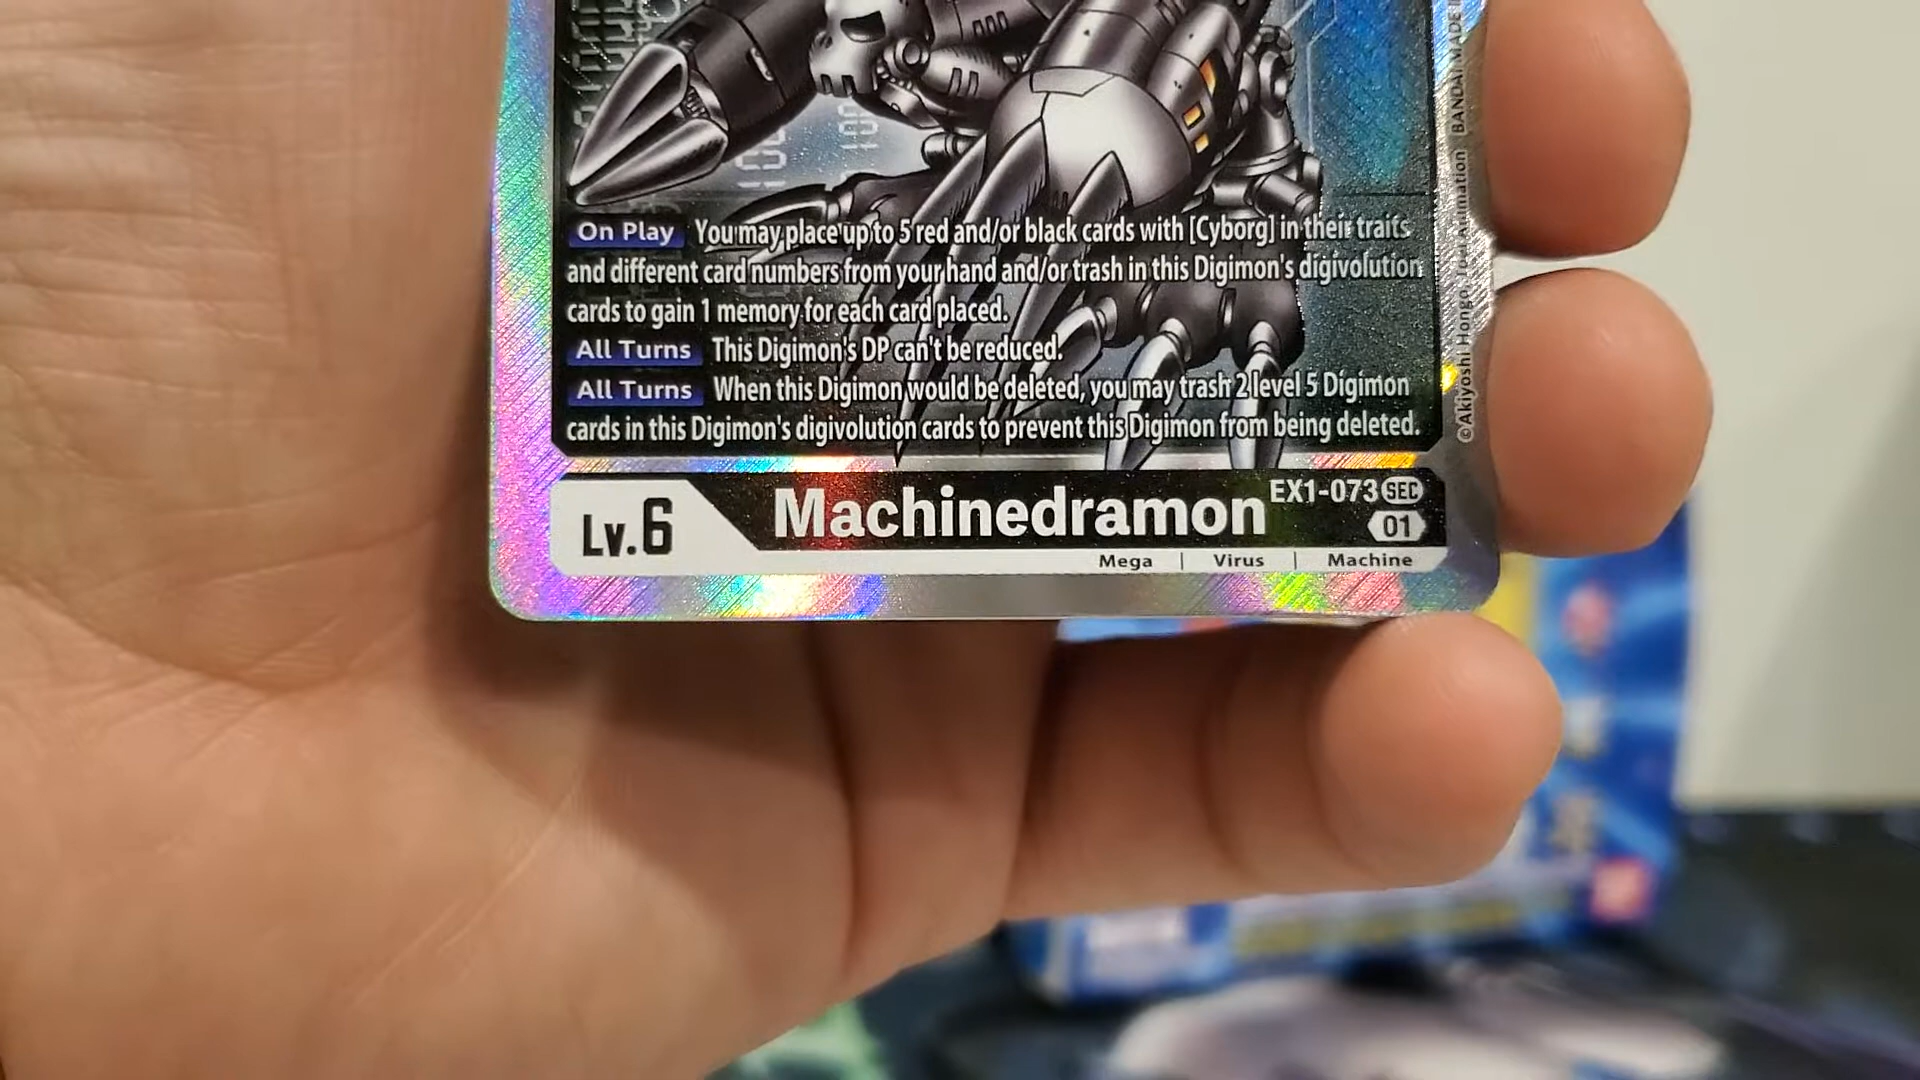 On Play You may place up to 5 red and/or black cards with [Cyborg] in their traits
and different card numbers from your hand and/or trash in this Digimon's digivolution
cards to gain 1 memory for each card placed.
All Turns This Digimon's DP can't be reduced.
All Turns When this Digimon would be deleted, you may trash 2 level 5 Digimon
cards in this Digimon's digivolution cards to prevent this Digimon from being deleted.
Lv.6
Machinedramon
EX1-073 SEC
01
Mega | Virus | Machine
©Akiyoshi Hongo, Toei Animation BANDAI MADE